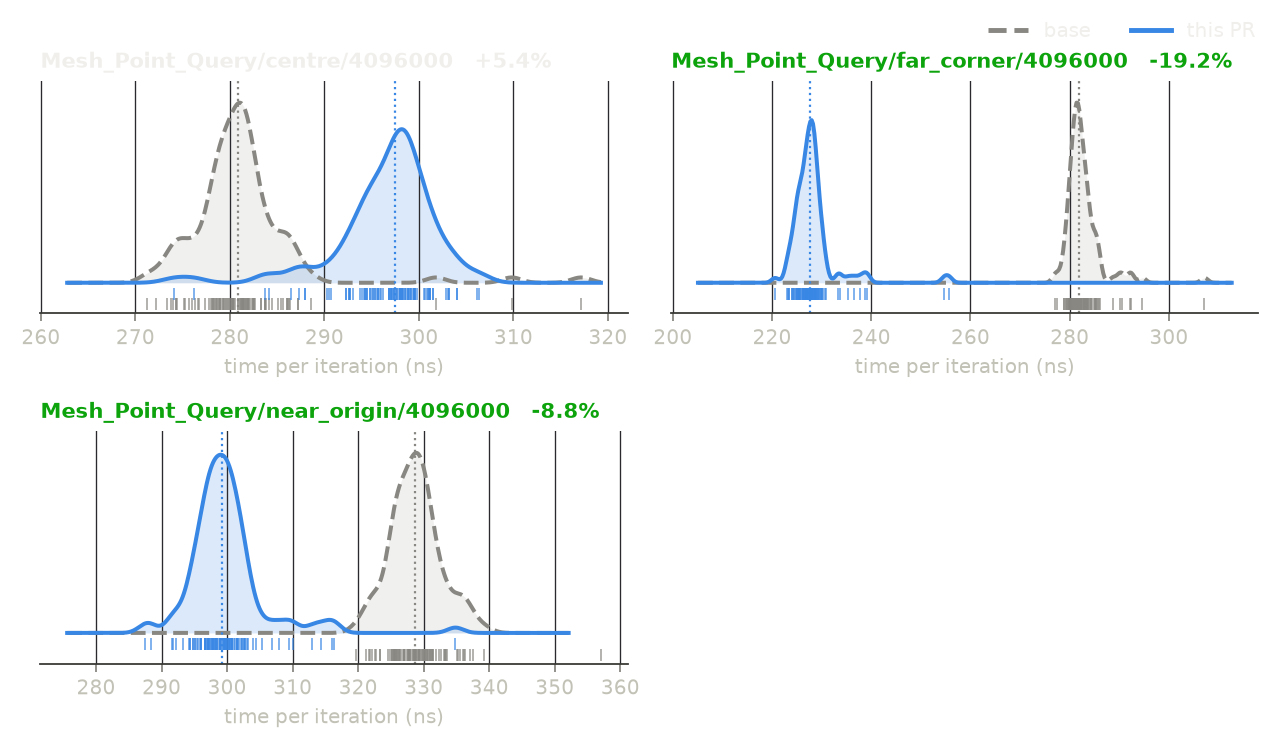 base this PR
Mesh_Point_Query/centre/4096000 +5.4%
260 270 280 290 300 310 320
time per iteration (ns)
Mesh_Point_Query/far_corner/4096000 -19.2%
200 220 240 260 280 300
time per iteration (ns)
Mesh_Point_Query/near_origin/4096000 -8.8%
280 290 300 310 320 330 340 350 360
time per iteration (ns)